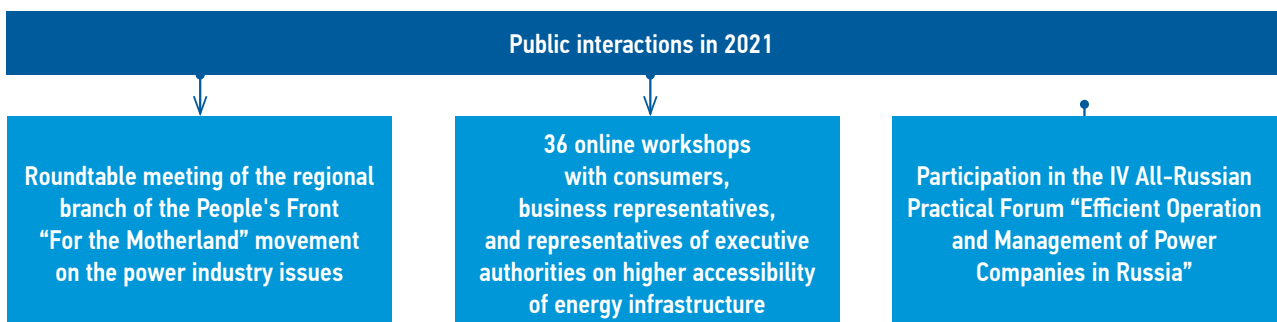 Public interactions in 2021
Roundtable meeting of the regional
branch of the People's Front
“For the Motherland” movement
on the power industry issues
36 online workshops
with consumers,
business representatives,
and representatives of executive
authorities on higher accessibility
of energy infrastructure
Participation in the IV All-Russian
Practical Forum “Efficient Operation
and Management of Power
Companies in Russia”